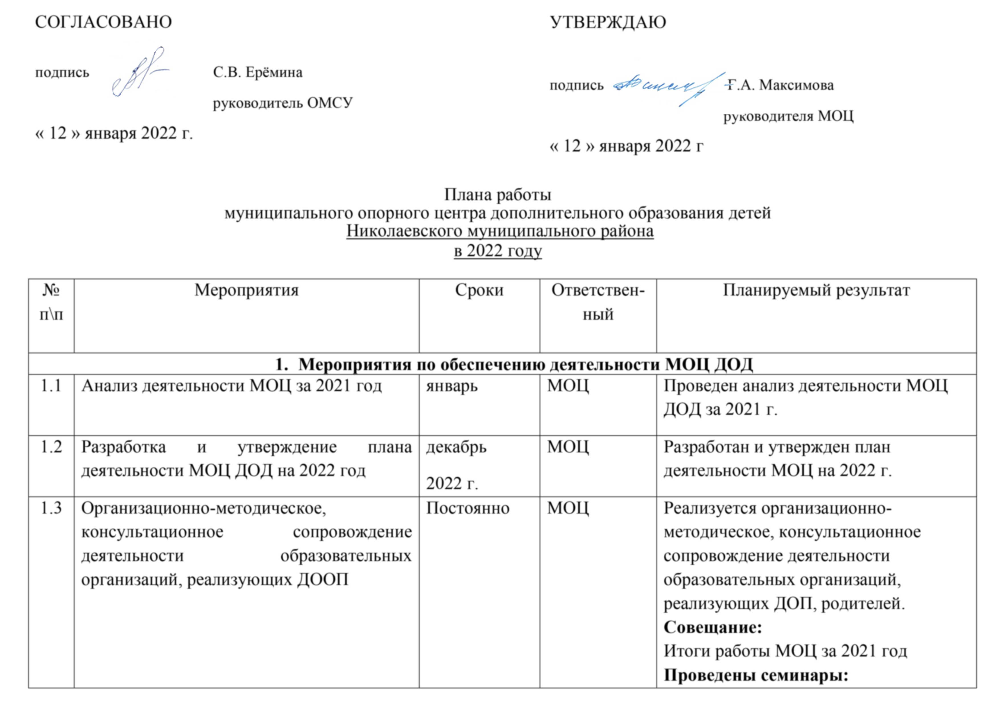 СОГЛАСОВАНО
подпись
С.В. Ерёмина
руководитель ОМСУ
« 12 » января 2022 г.
УТВЕРЖДАЮ
подпись
Г.А. Максимова
руководителя МОЦ
« 12 » января 2022 г
Плана работы
муниципального опорного центра дополнительного образования детей
Николаевского муниципального района
в 2022 году
№
п\п
Мероприятия
Сроки
Ответствен-
ный
Планируемый результат
1. Мероприятия по обеспечению деятельности МОЦ ДОД
1.1
Анализ деятельности МОЦ за 2021 год
январь
МОЦ
Проведен анализ деятельности МОЦ
ДОД за 2021 г.
1.2
Разработка и утверждение плана
деятельности МОЦ ДОД на 2022 год
декабрь
2022 г.
МОЦ
Разработан и утвержден план
деятельности МОЦ на 2022 г.
1.3
Организационно-методическое,
консультационное сопровождение
деятельности образовательных
организаций, реализующих ДООП
Постоянно
МОЦ
Реализуется организационно-
методическое, консультационное
сопровождение деятельности
образовательных организаций,
реализующих ДОП, родителей.
Совещание:
Итоги работы МОЦ за 2021 год
Проведены семинары: